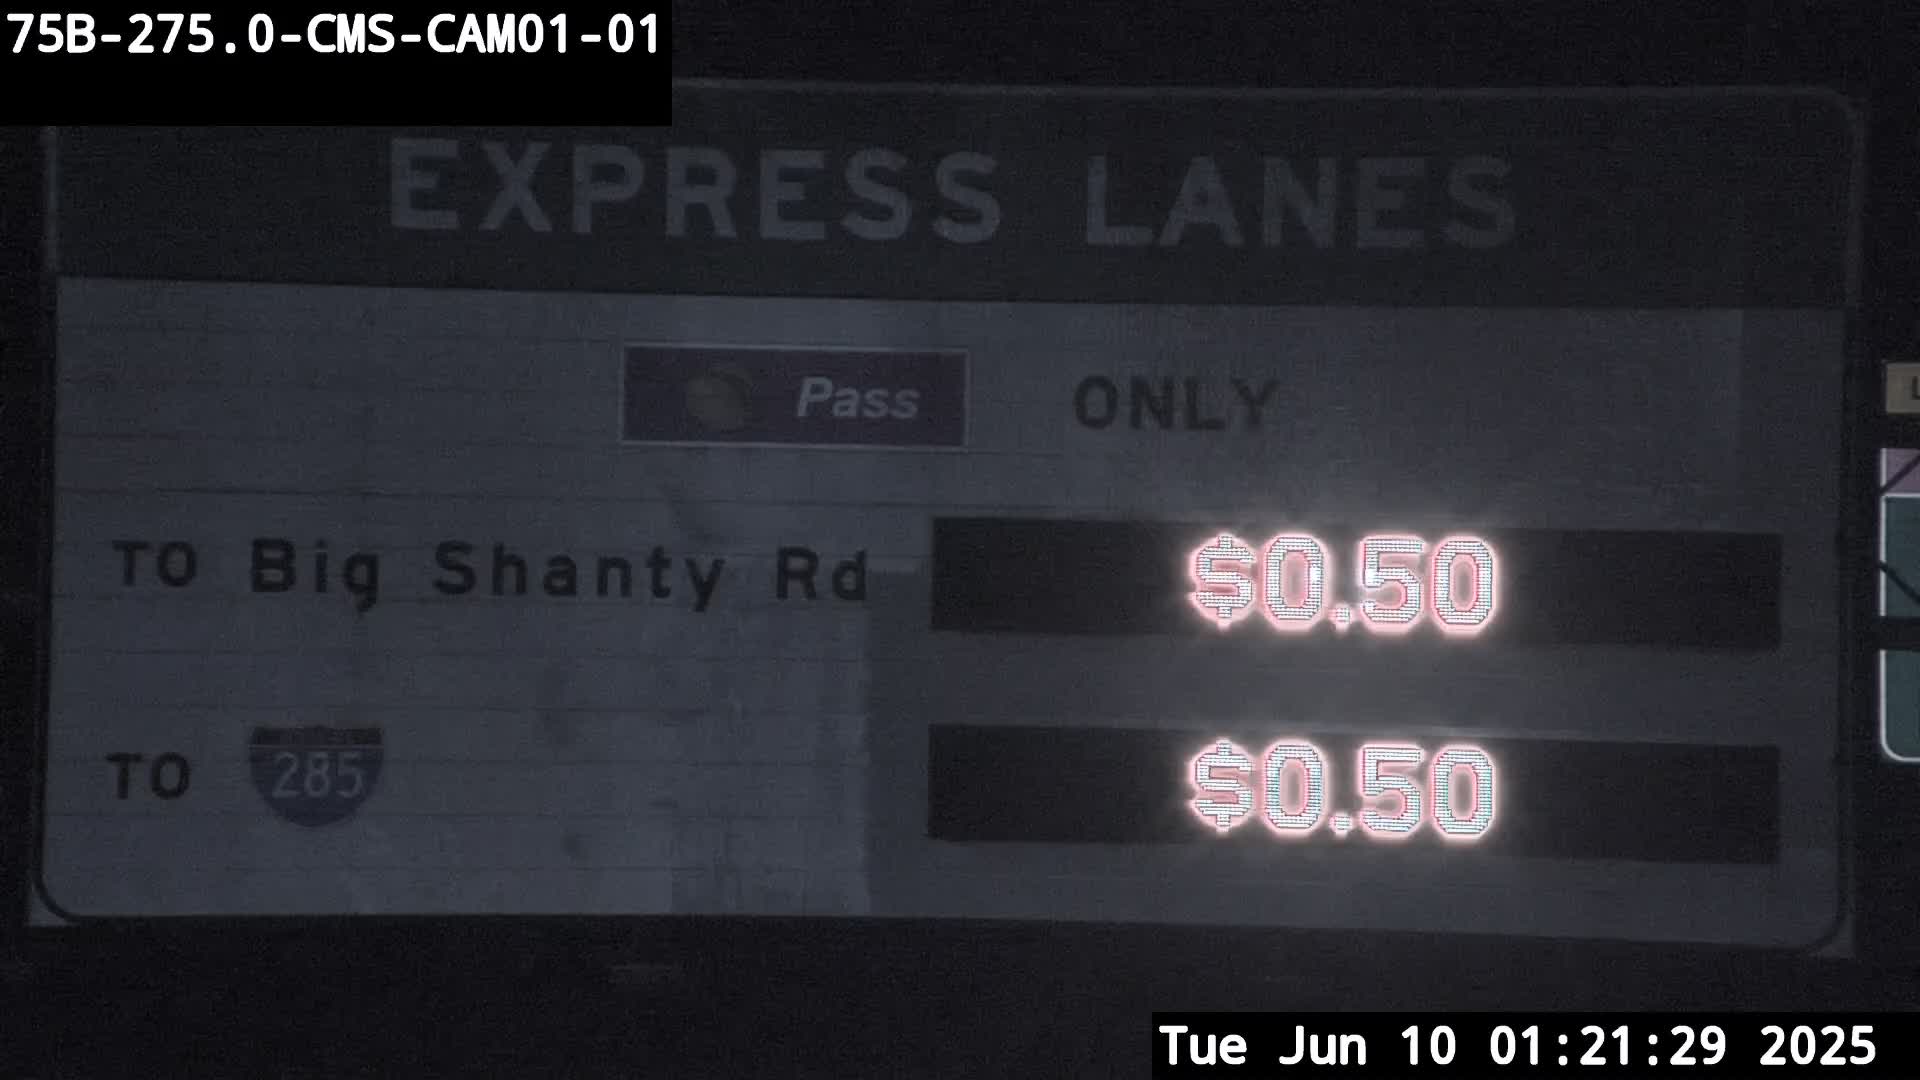 75B-275.0-CMS-CAM01-01
EXPRESS LANES
Pass ONLY
TO Big Shanty Rd $0.50
TO 285 $0.50
Tue Jun 10 01:21:29 2025